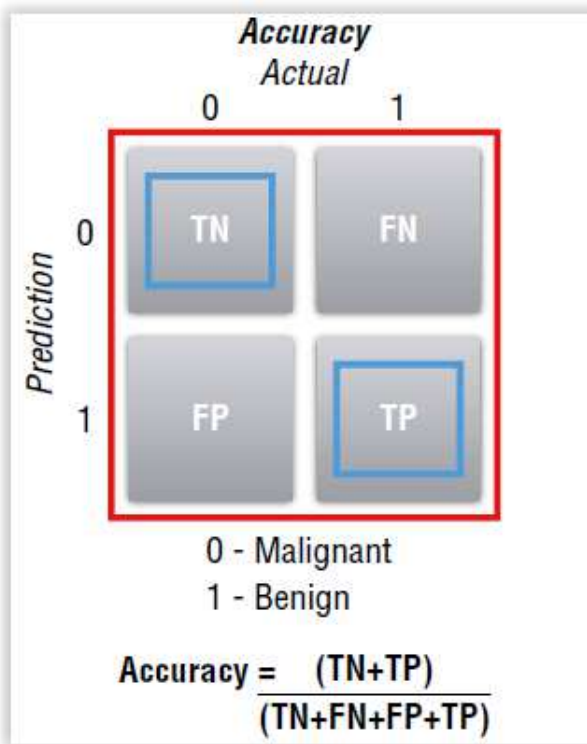 Accuracy
Actual
0 1
0 TN FN
Prediction
1 FP TP
0 - Malignant
1 - Benign
Accuracy = (TN+TP)
(TN+FN+FP+TP)